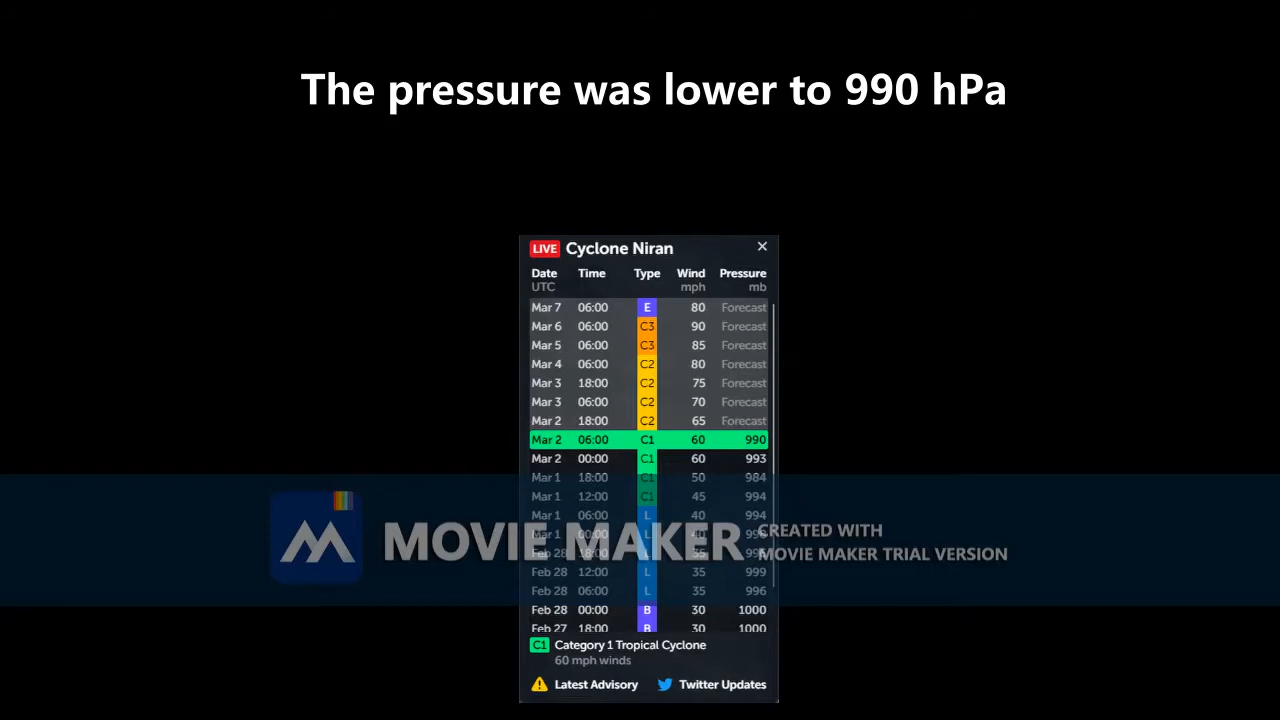 The pressure was lower to 990 hPa
LIVE Cyclone Niran ×
Date Time Type Wind Pressure
UTC mph mb
Mar 7 06:00 E 80 Forecast
Mar 6 06:00 C3 90 Forecast
Mar 5 06:00 C3 85 Forecast
Mar 4 06:00 C2 80 Forecast
Mar 3 18:00 C2 75 Forecast
Mar 3 06:00 C2 70 Forecast
Mar 2 18:00 C2 65 Forecast
Mar 2 06:00 C1 60 990
Mar 2 00:00 C1 60 993
Mar 1 18:00 C1 50 984
Mar 1 12:00 C1 45 994
Mar 1 06:00 L 40 994
Mar 1 00:00 40
MOVIE MAKER
CREATED WITH
MOVIE MAKER TRIAL VERSION
Feb 28 18:00 L 35
Feb 28 12:00 L 35 999
Feb 28 06:00 L 35 996
Feb 28 00:00 B 30 1000
Feb 27 18:00 B 30 1000
C1 Category 1 Tropical Cyclone
60 mph winds
Latest Advisory Twitter Updates